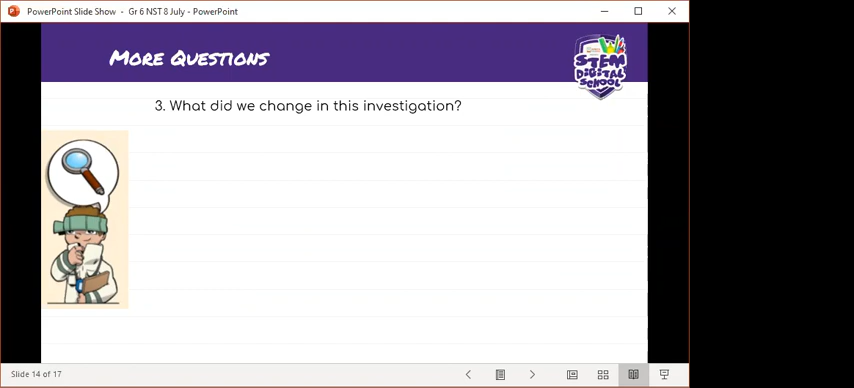 PowerPoint Slide Show - Gr 6 NST 8 July - PowerPoint
More Questions
STEM
DIGITAL
SCHOOL
3. What did we change in this investigation?
Slide 14 of 17